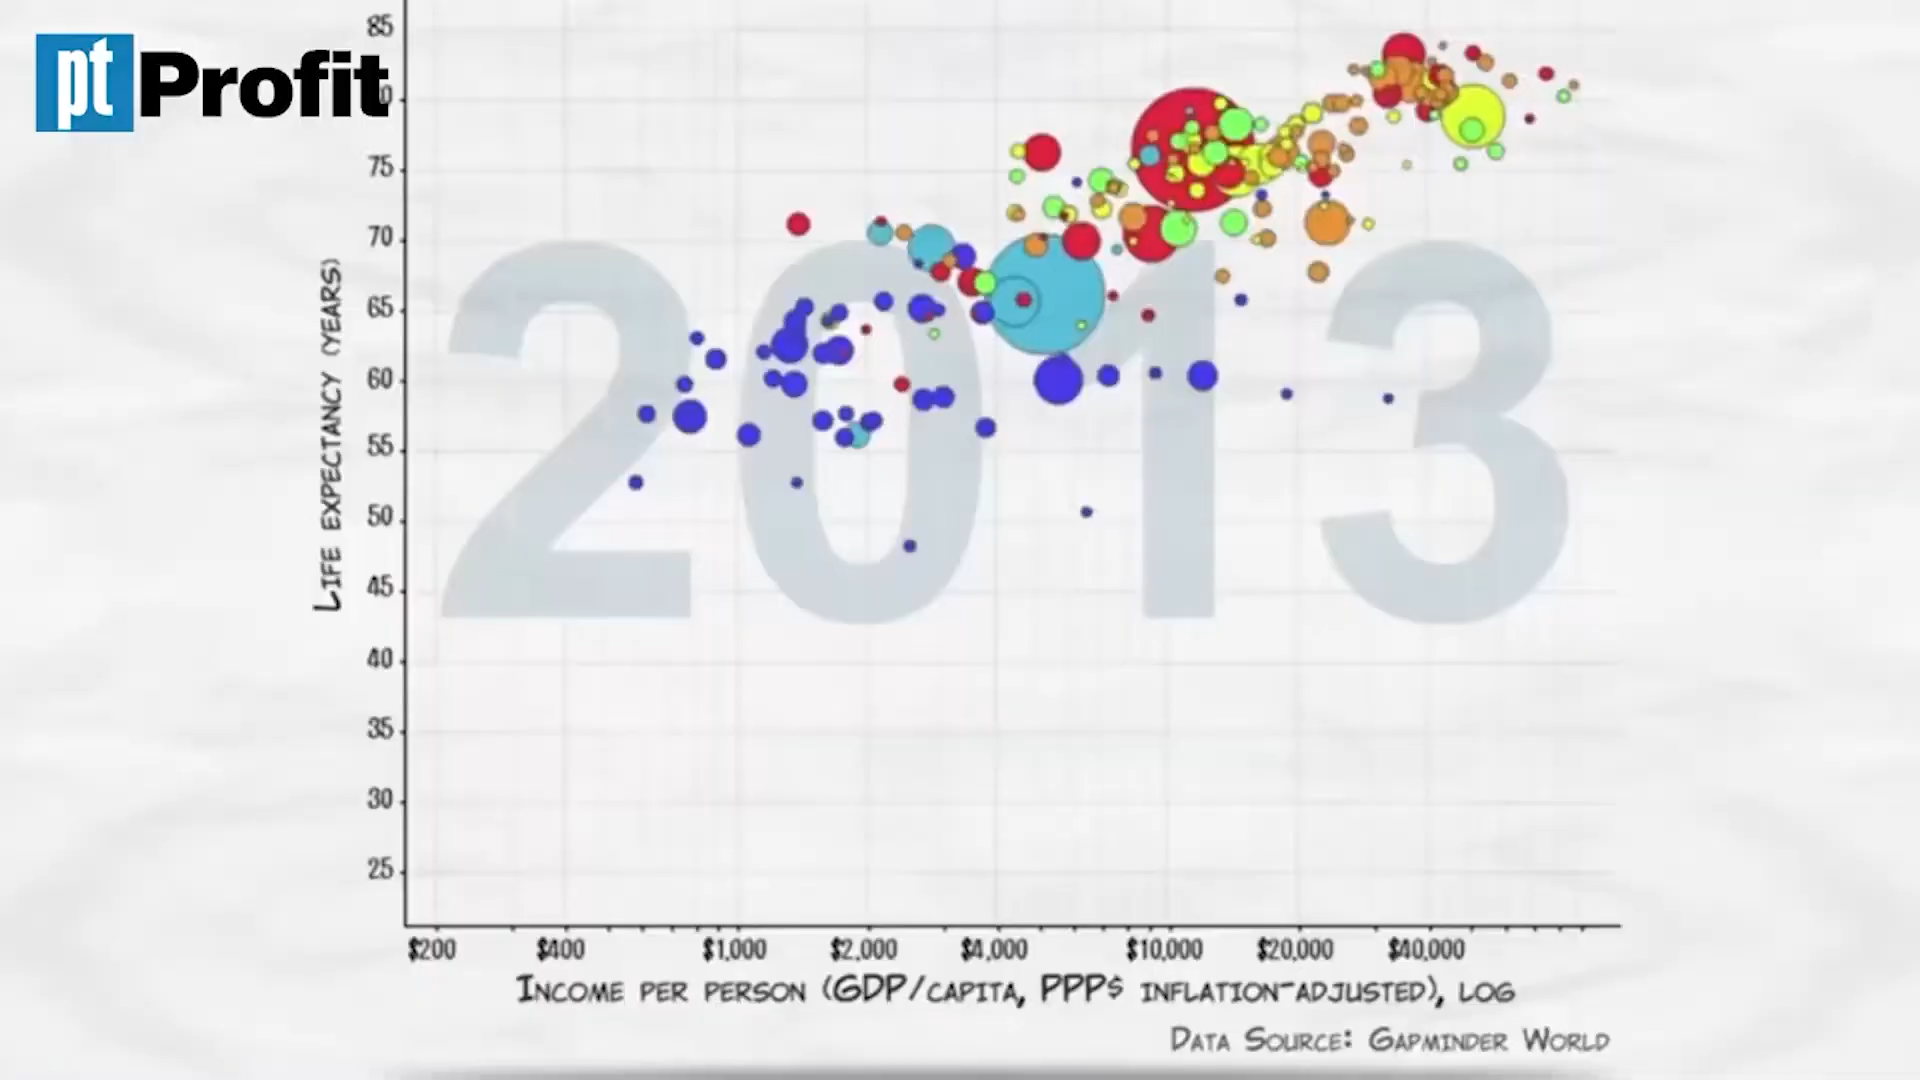 pt Profit
85
75
70
65
60
55
50
45
40
35
30
25
LIFE EXPECTANCY (YEARS)
2013
$200 $400 $1,000 $2,000 $4,000 $10,000 $20,000 $40,000
INCOME PER PERSON (GDP/CAPITA, PPP$ INFLATION-ADJUSTED), LOG
DATA SOURCE: GAPMINDER WORLD